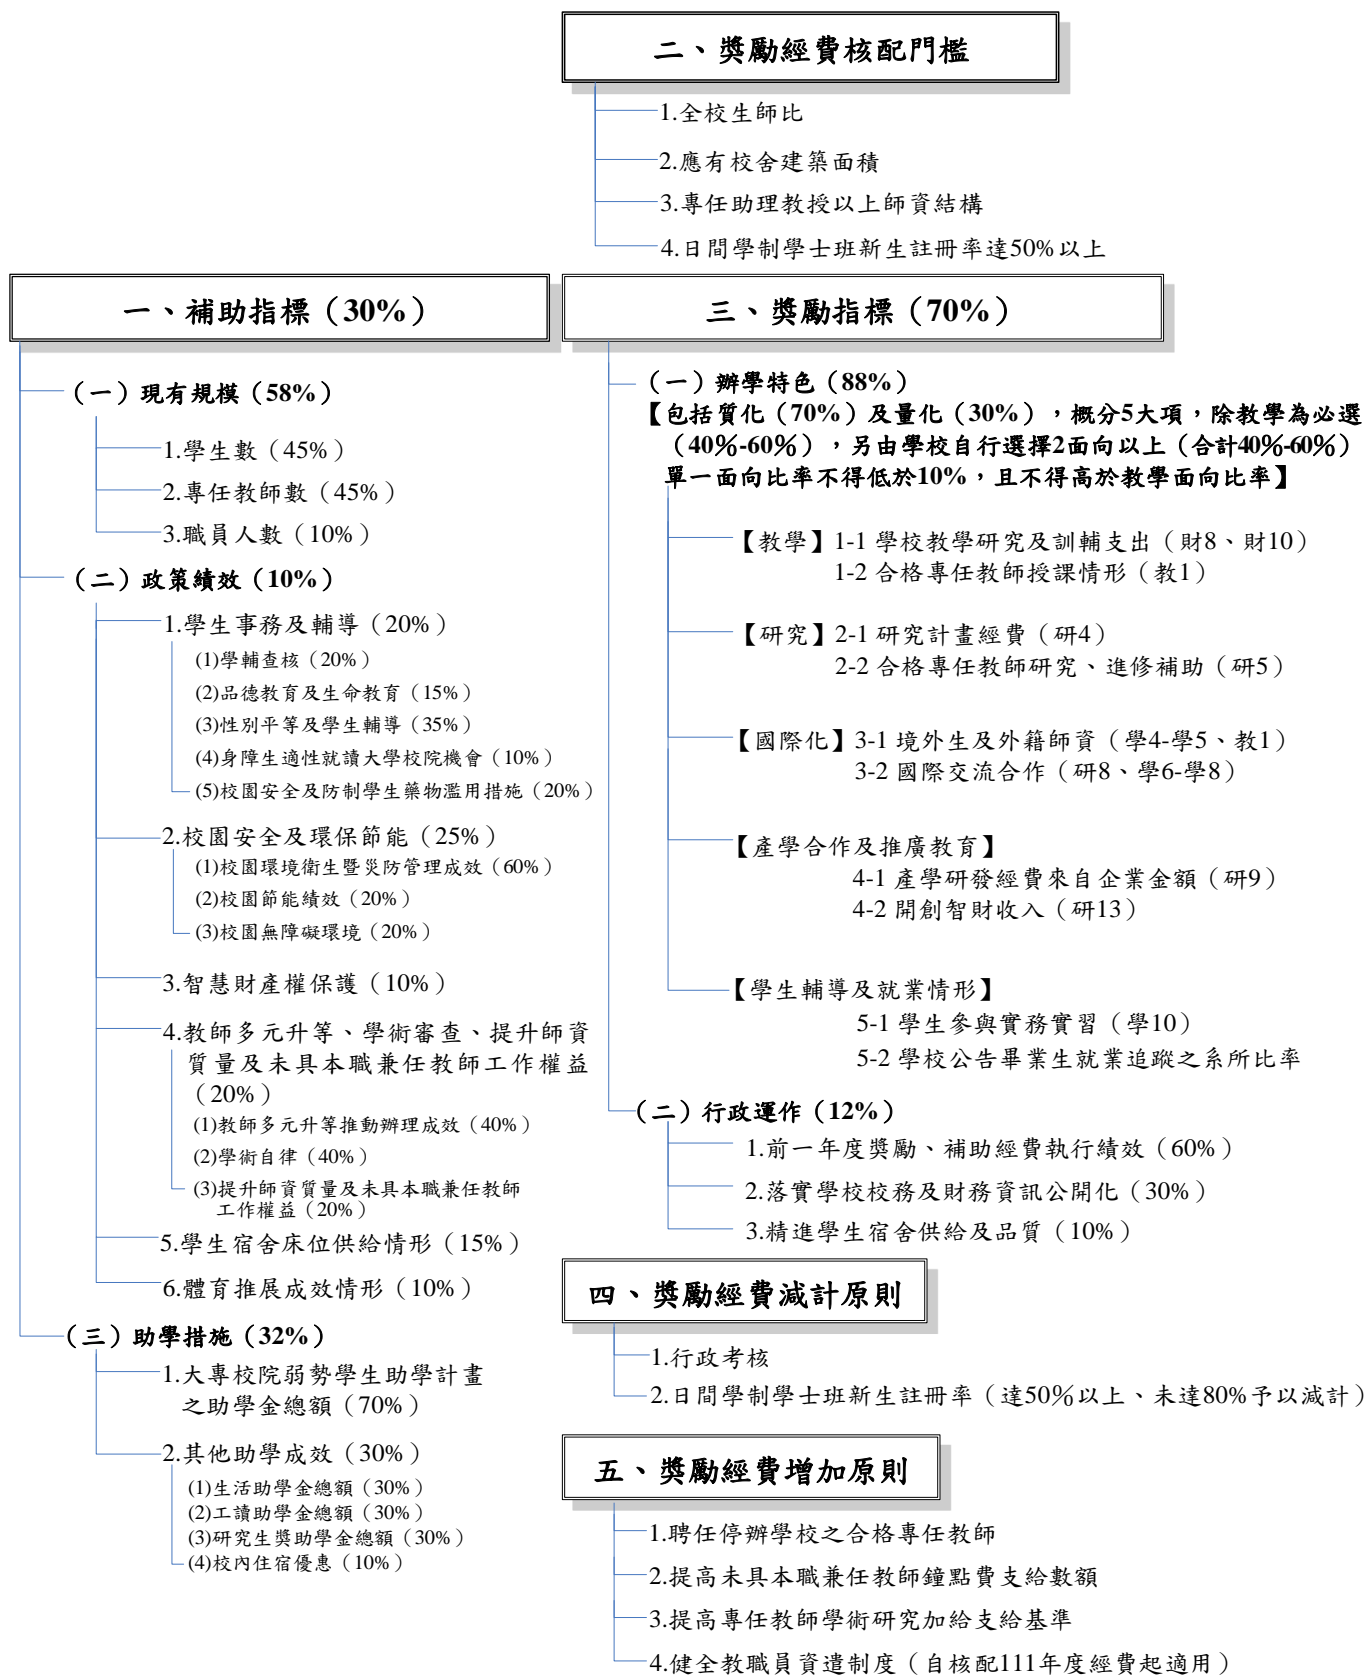 二、獎勵經費核配門檻
1.全校生師比
2.應有校舍建築面積
3.專任助理教授以上師資結構
4.日間學制學士班新生註冊率達50%以上
一、補助指標（30%）
（一）現有規模（58%）
1.學生數（45%）
2.專任教師數（45%）
3.職員人數（10%）
（二）政策績效（10%）
1.學生事務及輔導（20%）
(1)學輔查核（20%）
(2)品德教育及生命教育（15%）
(3)性別平等及學生輔導（35%）
(4)身障生適性就讀大學校院機會（10%）
(5)校園安全及防制學生藥物濫用措施（20%）
2.校園安全及環保節能（25%）
(1)校園環境衛生暨災防管理成效（60%）
(2)校園節能績效（20%）
(3)校園無障礙環境（20%）
3.智慧財產權保護（10%）
4.教師多元升等、學術審查、提升師資
質量及未具本職兼任教師工作權益
（20%）
(1)教師多元升等推動辦理成效（40%）
(2)學術自律（40%）
(3)提升師資質量及未具本職兼任教師
工作權益（20%）
5.學生宿舍床位供給情形（15%）
6.體育推展成效情形（10%）
（三）助學措施（32%）
1.大專校院弱勢學生助學計畫
之助學金總額（70%）
2.其他助學成效（30%）
(1)生活助學金總額（30%）
(2)工讀助學金總額（30%）
(3)研究生獎助學金總額（30%）
(4)校內住宿優惠（10%）
三、獎勵指標（70%）
（一）辦學特色（88%）
【包括質化（70%）及量化（30%），概分5大項，除教學為必選
（40%-60%），另由學校自行選擇2面向以上（合計40%-60%）
單一面向比率不得低於10%，且不得高於教學面向比率】
【教學】1-1 學校教學研究及訓輔支出（財8、財10）
1-2 合格專任教師授課情形（教1）
【研究】2-1 研究計畫經費（研4）
2-2 合格專任教師研究、進修補助（研5）
【國際化】3-1 境外生及外籍師資（學4-學5、教1）
3-2 國際交流合作（研8、學6-學8）
【產學合作及推廣教育】
4-1 產學研發經費來自企業金額（研9）
4-2 開創智財收入（研13）
【學生輔導及就業情形】
5-1 學生參與實務實習（學10）
5-2 學校公告畢業生就業追蹤之系所比率
（二）行政運作（12%）
1.前一年度獎勵、補助經費執行績效（60%）
2.落實學校校務及財務資訊公開化（30%）
3.精進學生宿舍供給及品質（10%）
四、獎勵經費減計原則
1.行政考核
2.日間學制學士班新生註冊率（達50%以上、未達80%予以減計）
五、獎勵經費增加原則
1.聘任停辦學校之合格專任教師
2.提高未具本職兼任教師鐘點費支給數額
3.提高專任教師學術研究加給支給基準
4.健全教職員資遣制度（自核配111年度經費起適用）